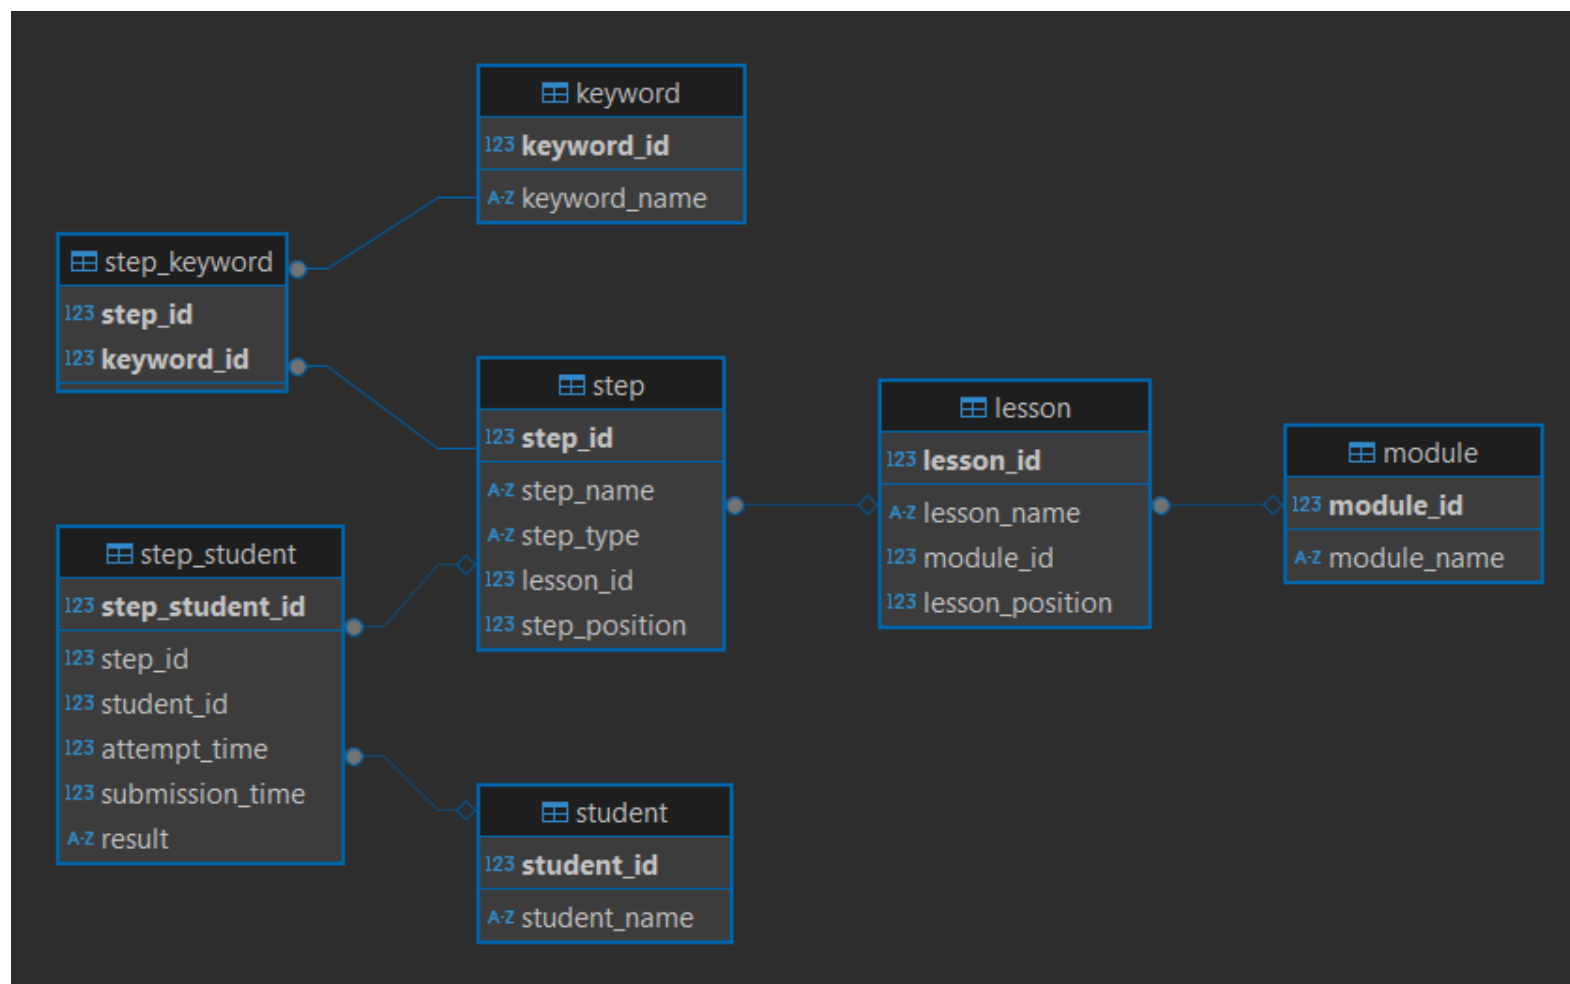 keyword
123 keyword_id
A-Z keyword_name
step_keyword
123 step_id
123 keyword_id
step
123 step_id
A-Z step_name
A-Z step_type
123 lesson_id
123 step_position
lesson
123 lesson_id
A-Z lesson_name
123 module_id
123 lesson_position
module
123 module_id
A-Z module_name
step_student
123 step_student_id
123 step_id
123 student_id
123 attempt_time
123 submission_time
A-Z result
student
123 student_id
A-Z student_name